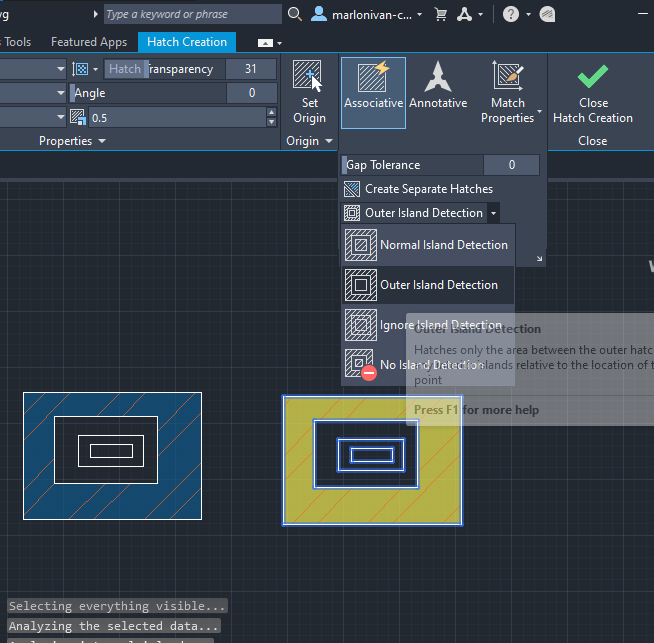 vg
Type a keyword or phrase
marlonivan-c...
?
Tools
Featured Apps
Hatch Creation
Hatch Transparency
31
Angle
0
0.5
Properties
Set
Origin
Origin
Associative
Annotative
Match
Properties
Close
Hatch Creation
Close
Gap Tolerance
0
Create Separate Hatches
Outer Island Detection
Normal Island Detection
Outer Island Detection
Ignore Island Detection
No Island Detection
Outer Island Detection
Hatches only the area between the outer hatc
islands relative to the location of t
point
Press F1 for more help
Selecting everything visible...
Analyzing the selected data...